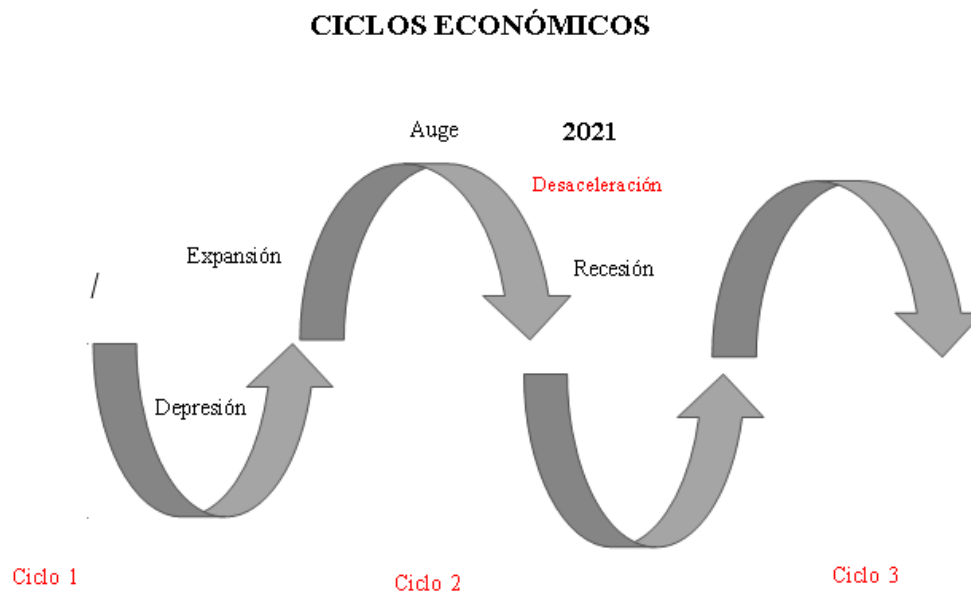 CICLOS ECONÓMICOS
Auge
2021
Desaceleración
Expansión
Recesión
/
Depresión
Ciclo 1
Ciclo 2
Ciclo 3